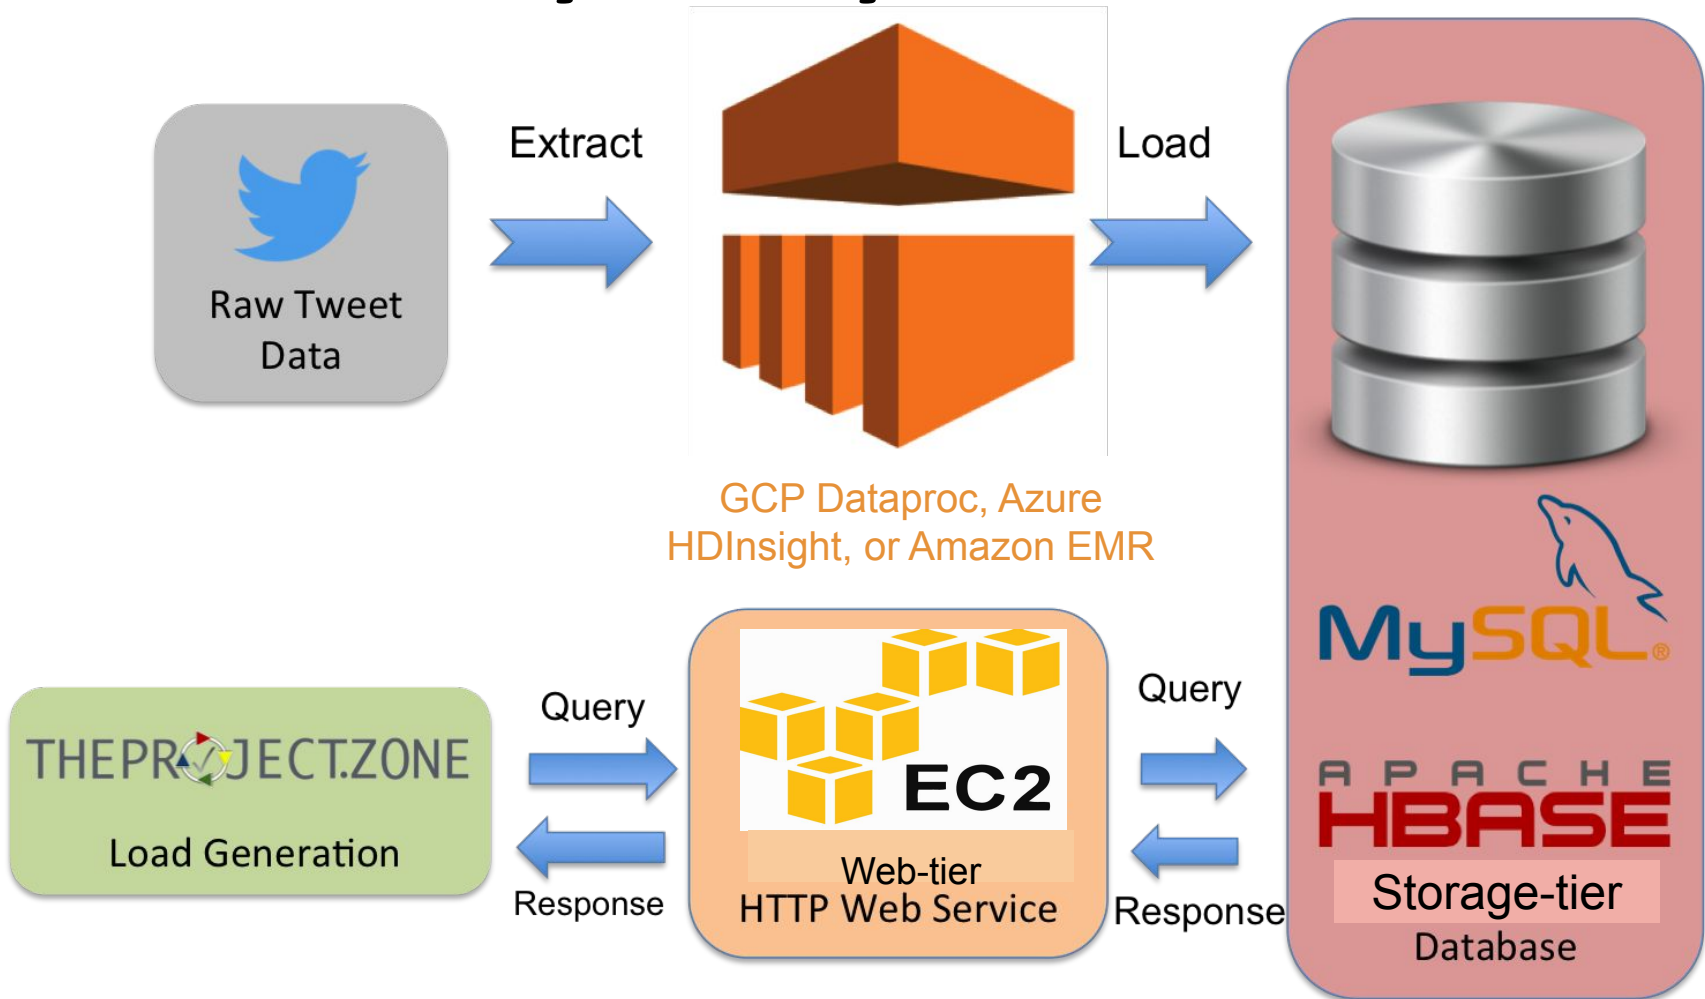 Extract
Load
Raw Tweet
Data
GCP Dataproc, Azure
HDInsight, or Amazon EMR
MySQL®
Query
Query
THEPROJECT.ZONE
EC2
APACHE
HBASE
Load Generation
Web-tier
Storage-tier
Response
HTTP Web Service
Response
Database